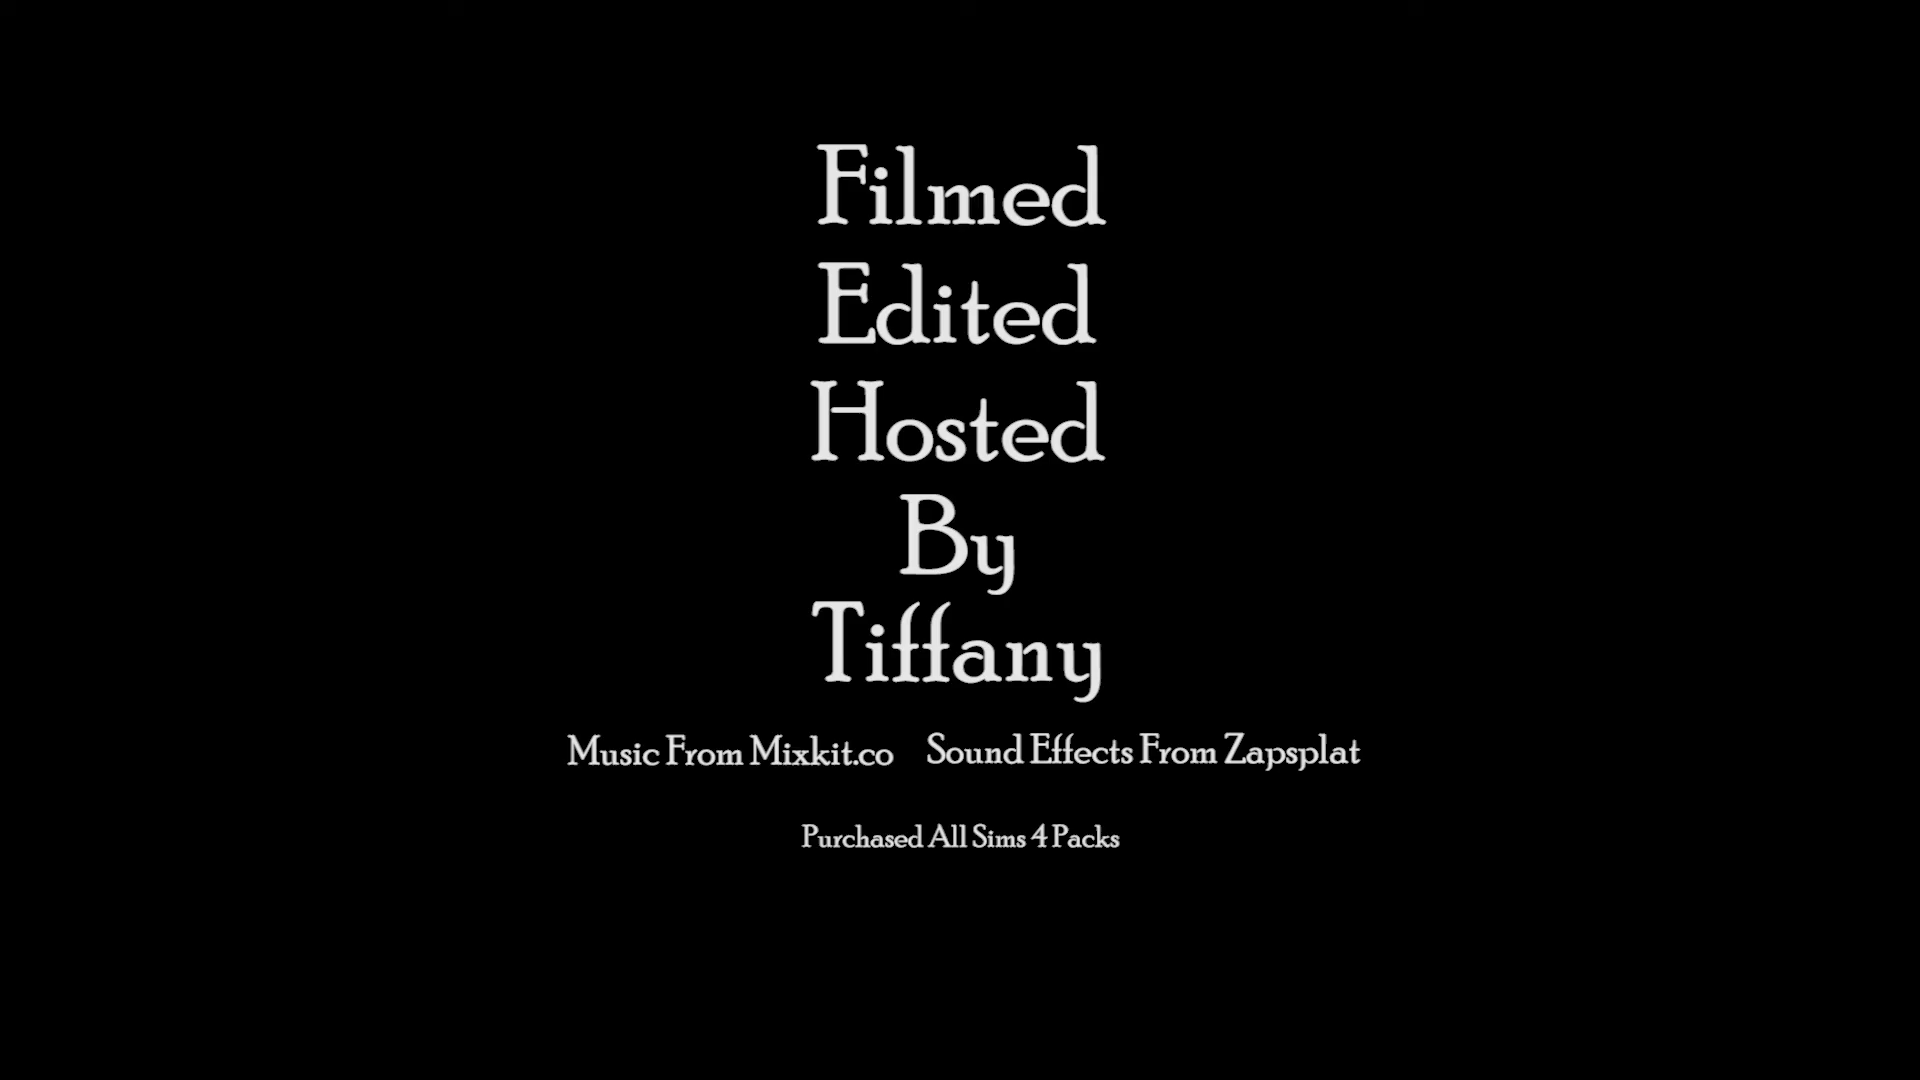 Filmed
Edited
Hosted
By
Tiffany
Music From Mixkit.co Sound Effects From Zapsplat
Purchased All Sims 4 Packs